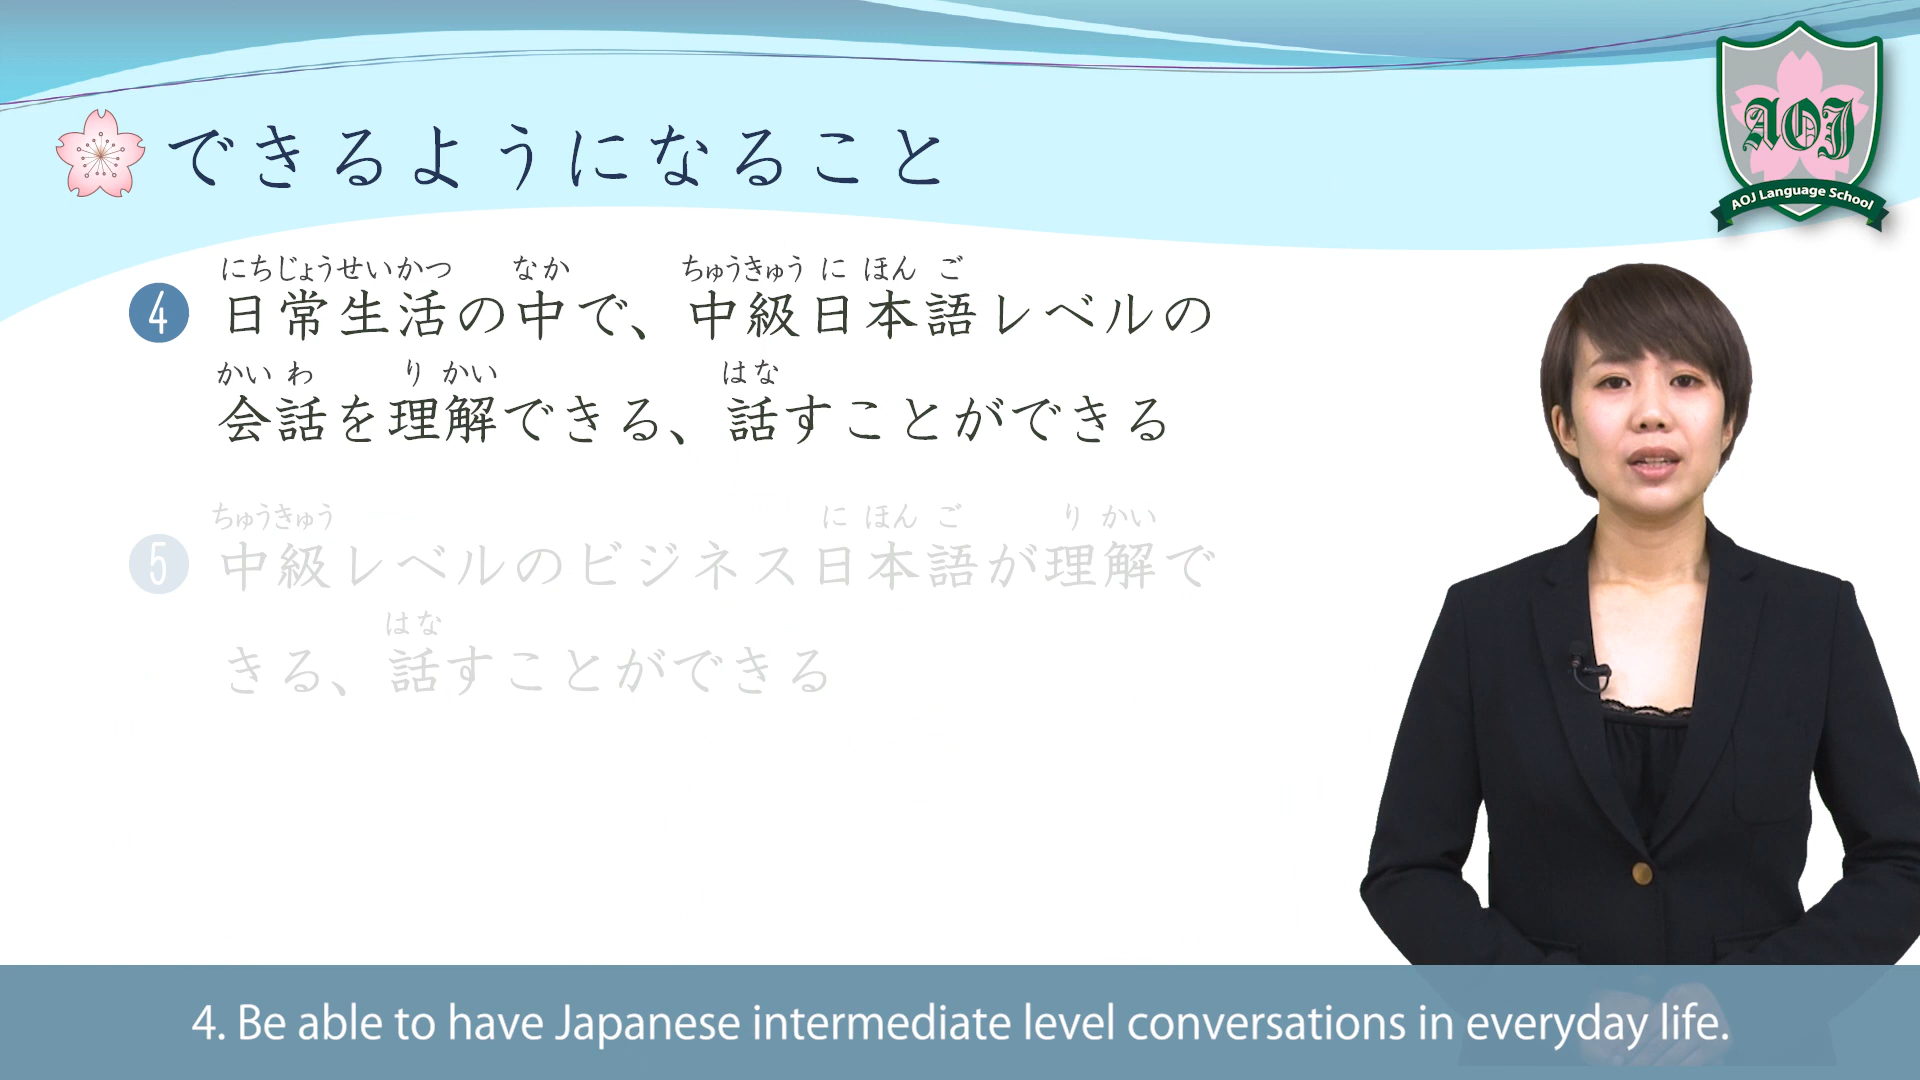 できるようになること
AOJ
AOJ Language School
にちじょうせいかつ なか ちゅうきゅう に ほん ご
4 日常生活の中で、中級日本語レベルの
かい わ り かい はな
会話を理解できる、話すことができる
ちゅうきゅう に ほん ご り かい
5 中級レベルのビジネス日本語が理解で
はな
きる、話すことができる
4. Be able to have Japanese intermediate level conversations in everyday life.